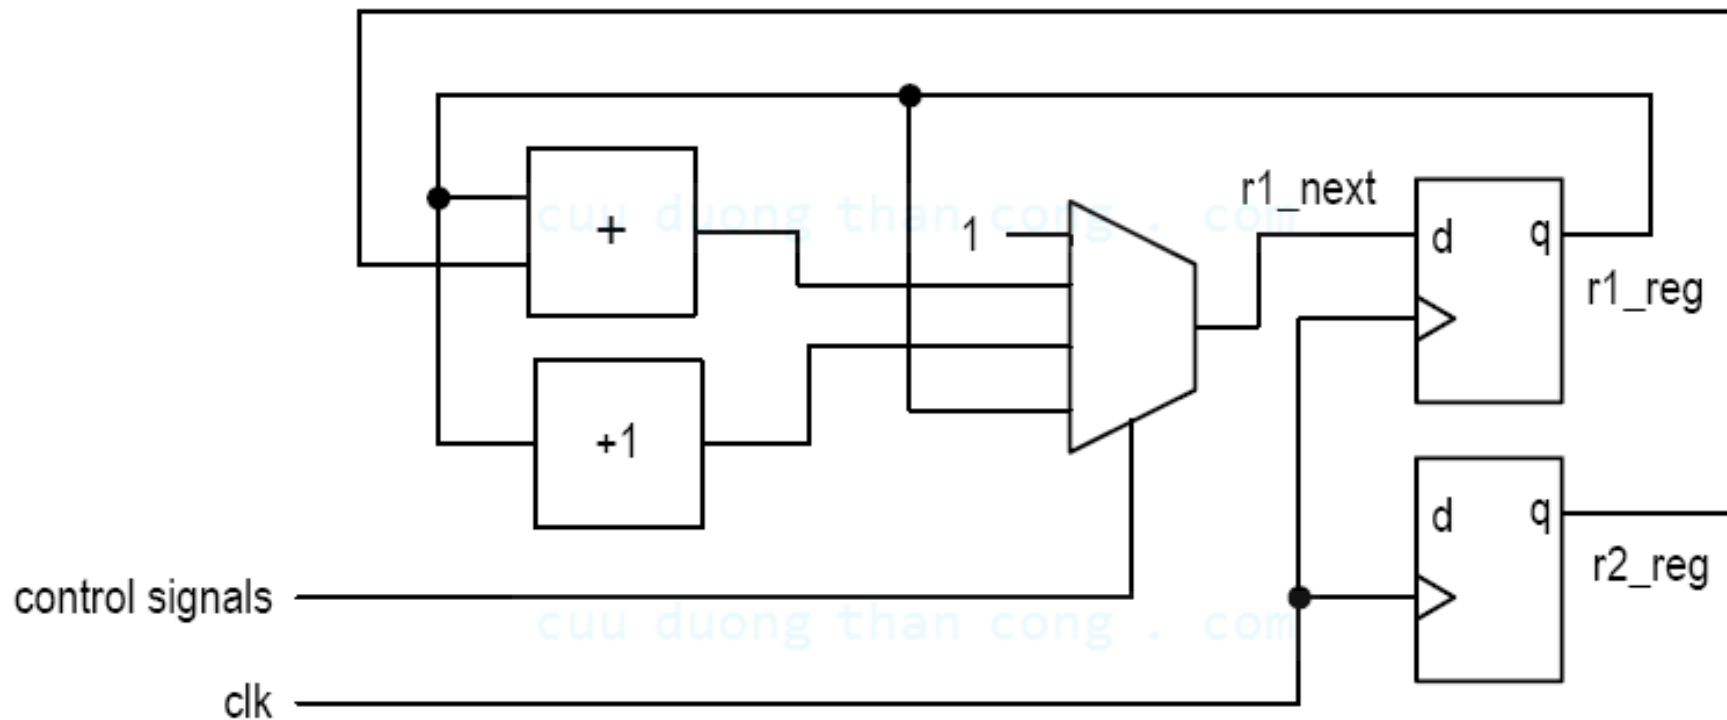 r1_next
cuu duong than cong . com
+
1
d
q
r1_reg
+1
d
q
r2_reg
control signals
cuu duong than cong . com
clk